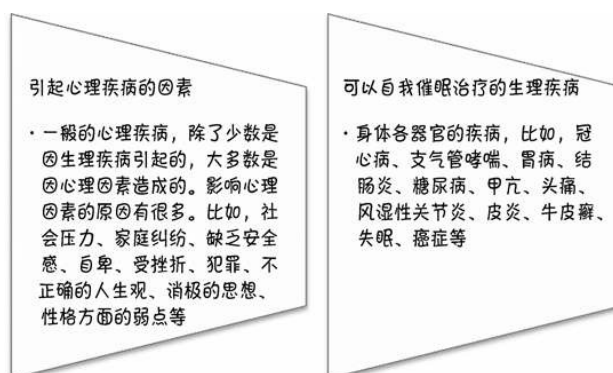 引起心理疾病的因素
·一般的心理疾病，除了少数是
因生理疾病引起的，大多数是
因心理因素造成的。影响心理
因素的原因有很多。比如，社
会压力、家庭纠纷、缺乏安全
感、自卑、受挫折、犯罪、不
正确的人生观、消极的思想、
性格方面的弱点等
可以自我催眠治疗的生理疾病
·身体各器官的疾病，比如，冠
心病、支气管哮喘、胃病、结
肠炎、糖尿病、甲亢、头痛、
风湿性关节炎、皮炎、牛皮癣、
失眠、癌症等